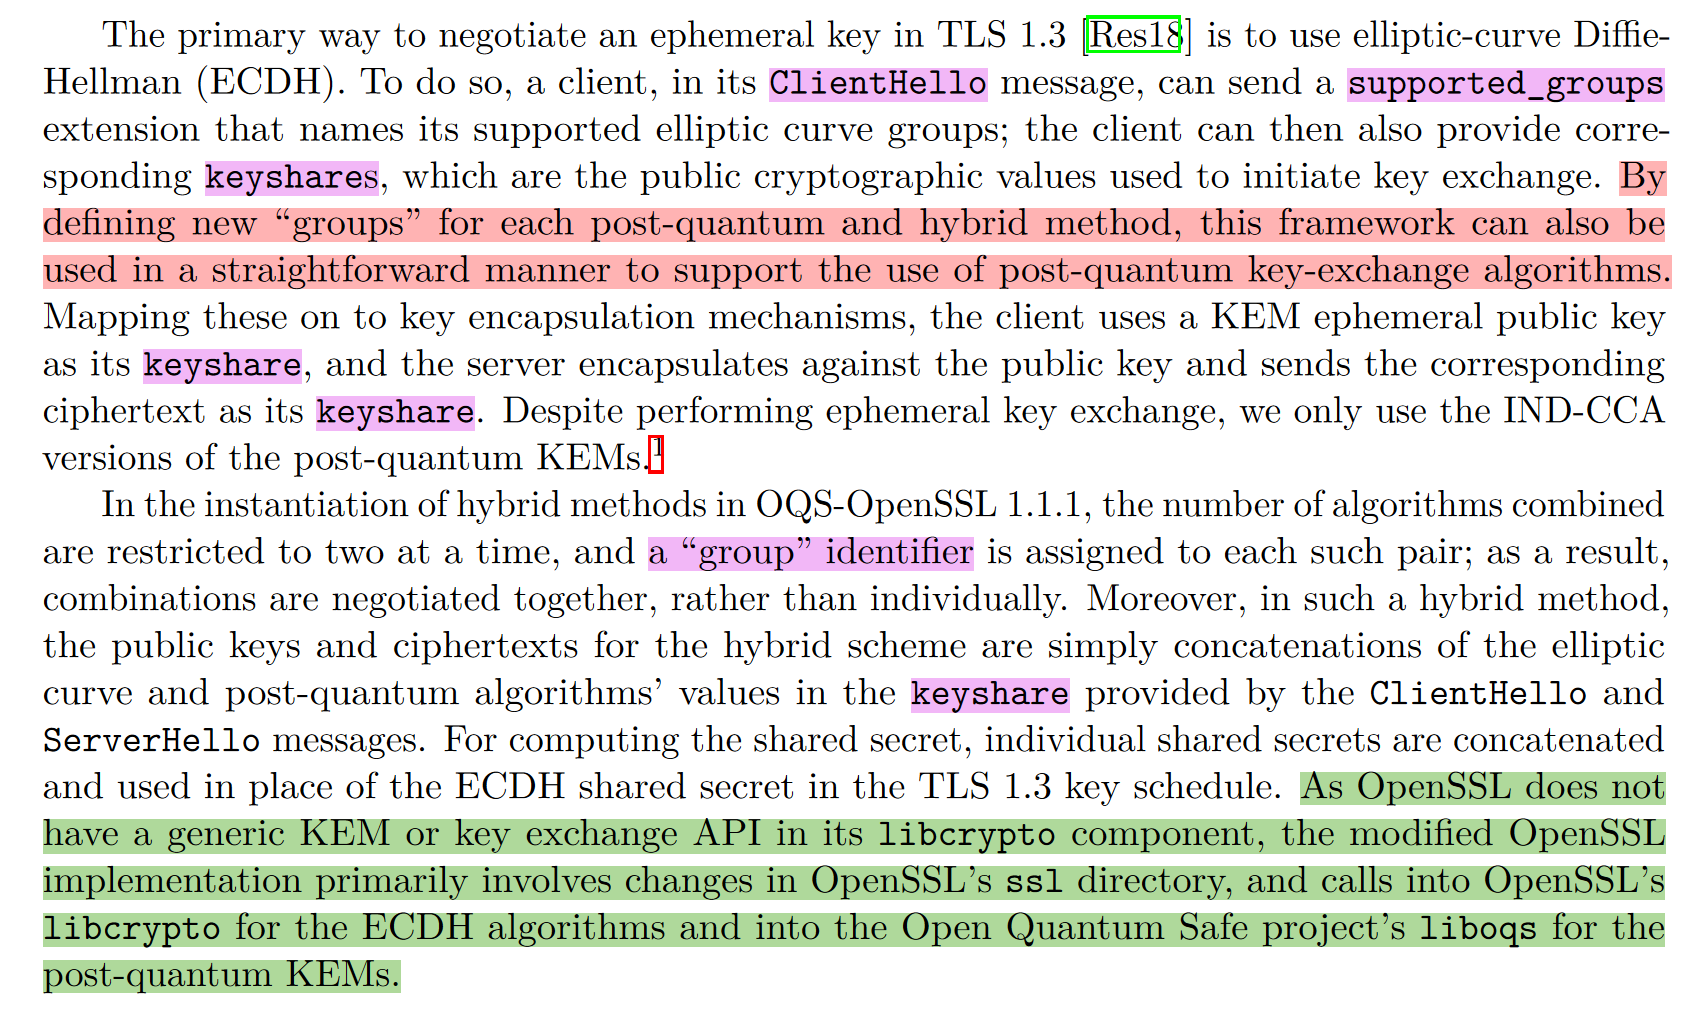 The primary way to negotiate an ephemeral key in TLS 1.3 [Res18] is to use elliptic-curve Diffie-
Hellman (ECDH). To do so, a client, in its ClientHello message, can send a supported_groups
extension that names its supported elliptic curve groups; the client can then also provide corre-
sponding keyshares, which are the public cryptographic values used to initiate key exchange. By
defining new “groups” for each post-quantum and hybrid method, this framework can also be
used in a straightforward manner to support the use of post-quantum key-exchange algorithms.
Mapping these on to key encapsulation mechanisms, the client uses a KEM ephemeral public key
as its keyshare, and the server encapsulates against the public key and sends the corresponding
ciphertext as its keyshare. Despite performing ephemeral key exchange, we only use the IND-CCA
versions of the post-quantum KEMs.1
In the instantiation of hybrid methods in OQS-OpenSSL 1.1.1, the number of algorithms combined
are restricted to two at a time, and a “group” identifier is assigned to each such pair; as a result,
combinations are negotiated together, rather than individually. Moreover, in such a hybrid method,
the public keys and ciphertexts for the hybrid scheme are simply concatenations of the elliptic
curve and post-quantum algorithms’ values in the keyshare provided by the ClientHello and
ServerHello messages. For computing the shared secret, individual shared secrets are concatenated
and used in place of the ECDH shared secret in the TLS 1.3 key schedule. As OpenSSL does not
have a generic KEM or key exchange API in its libcrypto component, the modified OpenSSL
implementation primarily involves changes in OpenSSL’s ssl directory, and calls into OpenSSL’s
libcrypto for the ECDH algorithms and into the Open Quantum Safe project’s liboqs for the
post-quantum KEMs.